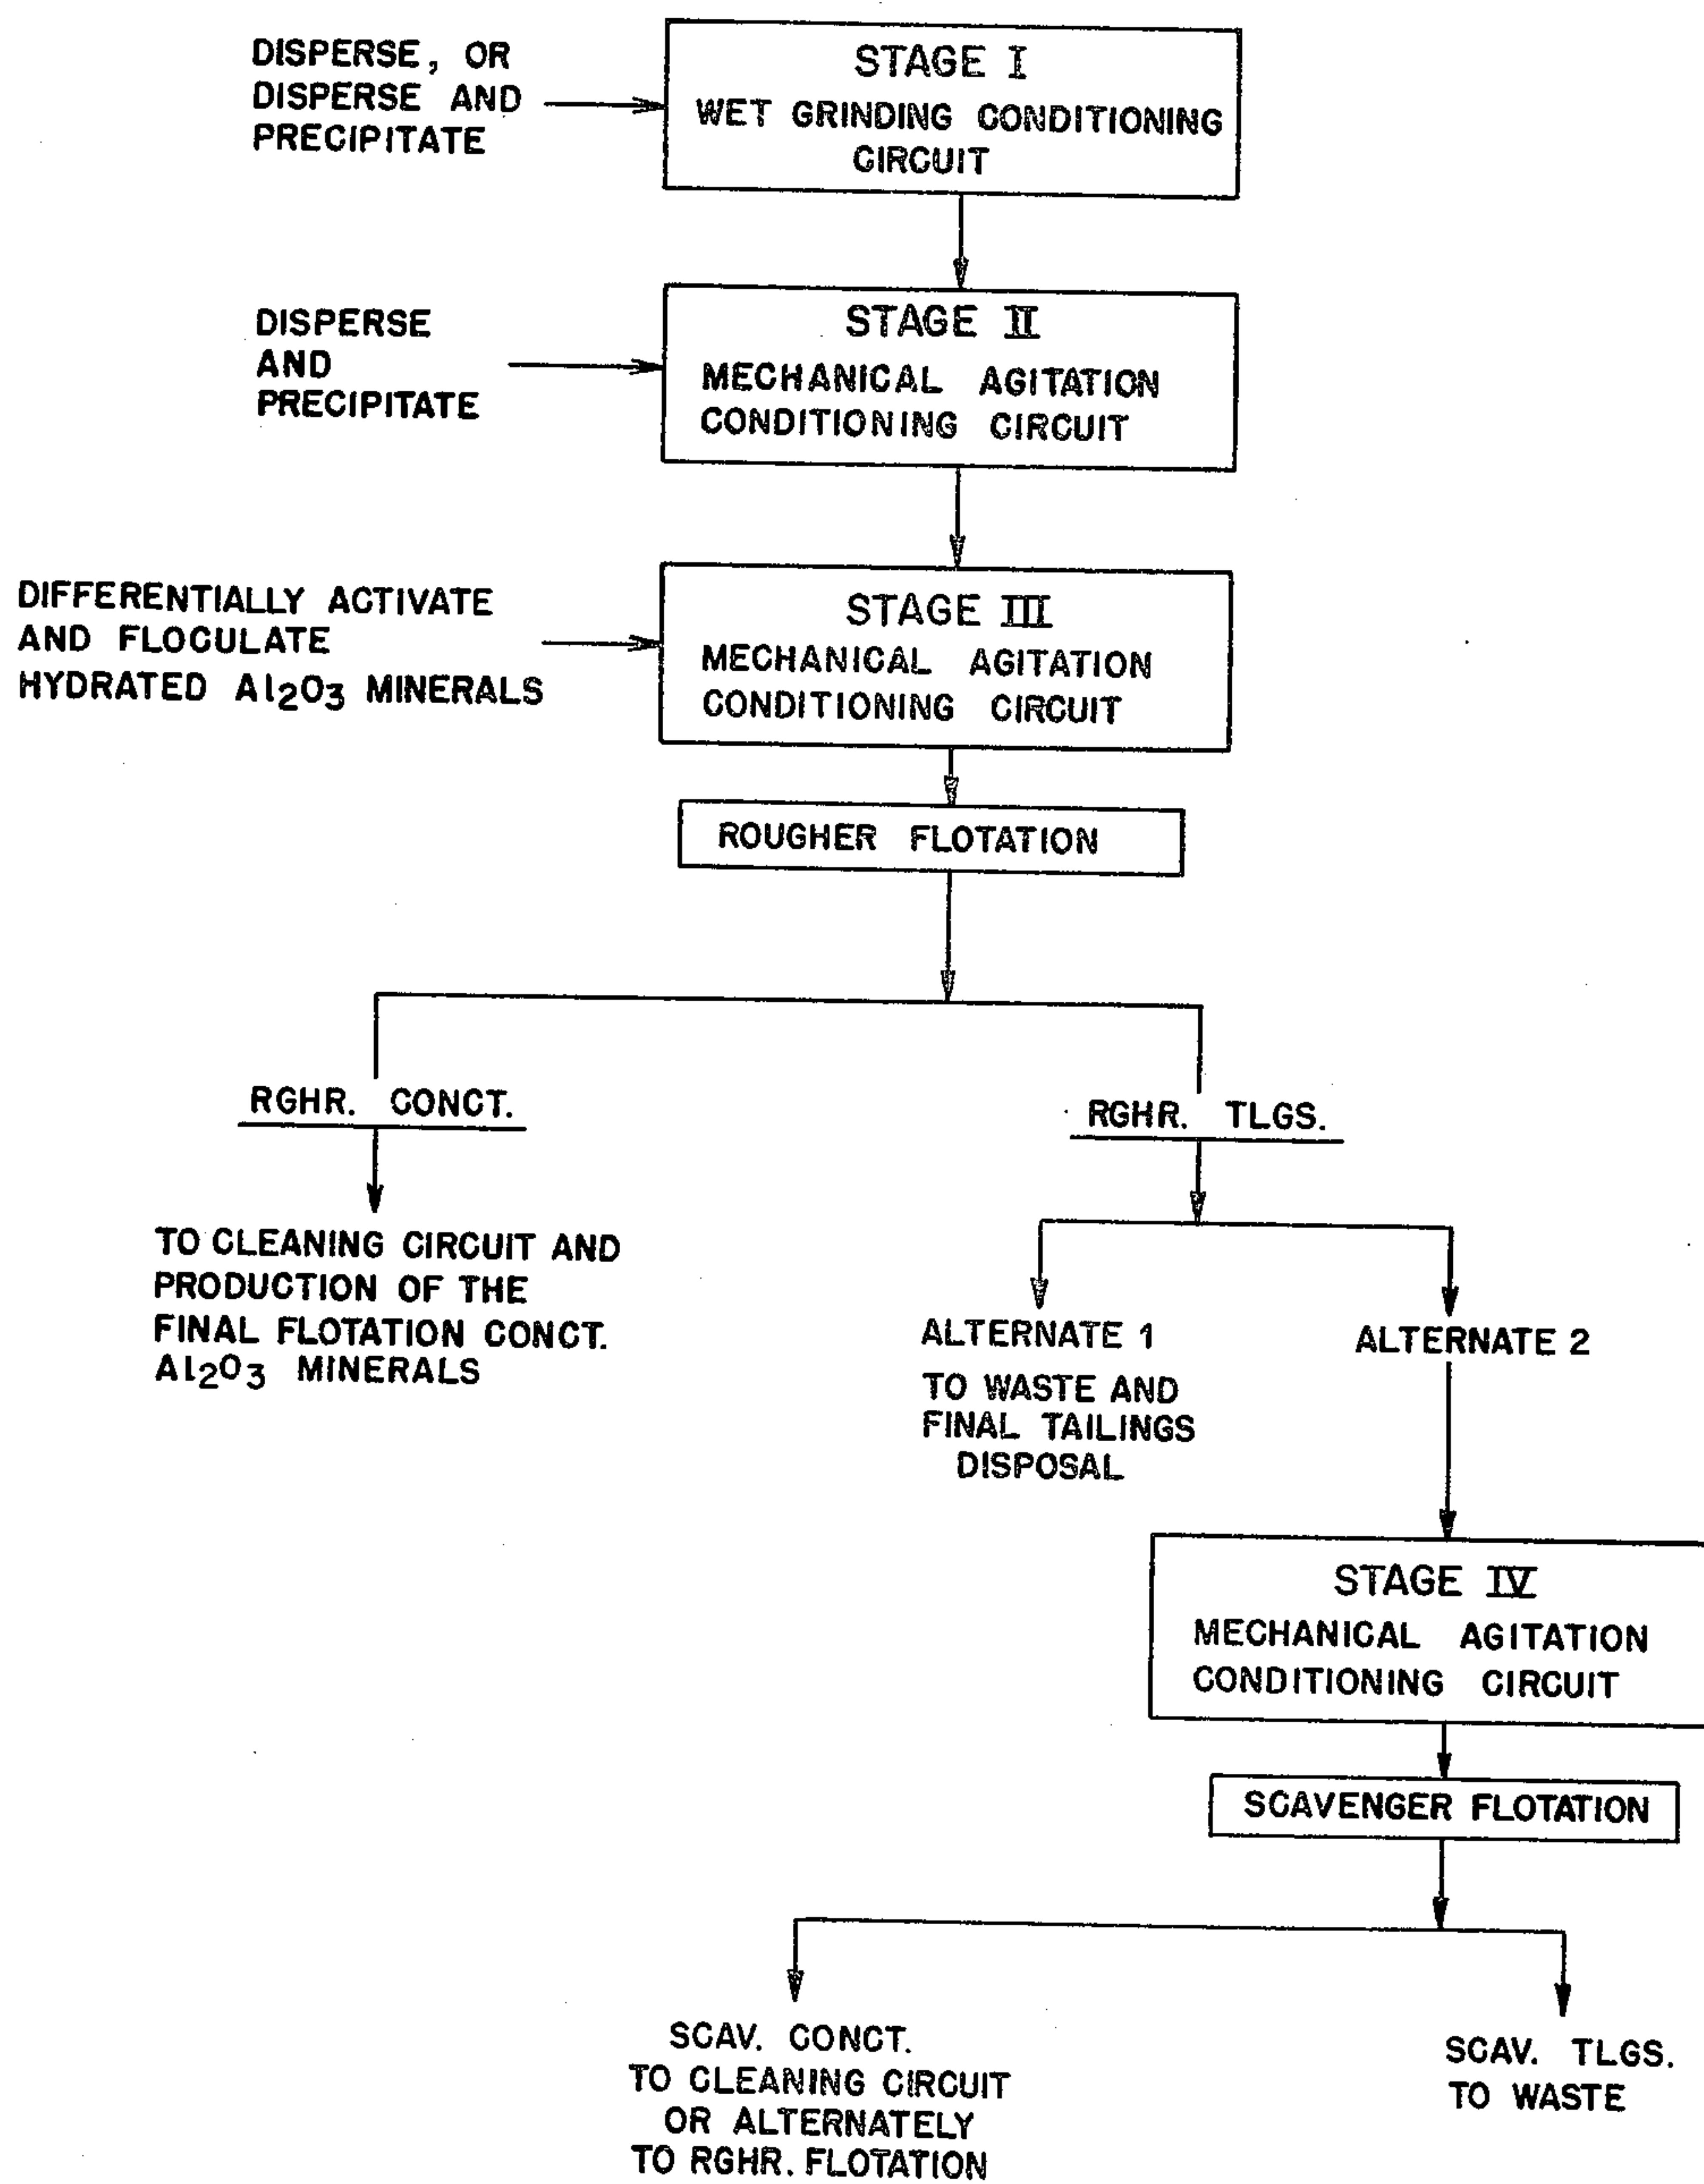 DISPERSE, OR
DISPERSE AND
PRECIPITATE
STAGE I
WET GRINDING CONDITIONING
CIRCUIT
DISPERSE
AND
PRECIPITATE
STAGE II
MECHANICAL AGITATION
CONDITIONING CIRCUIT
DIFFERENTIALLY ACTIVATE
AND FLOCULATE
HYDRATED Al2O3 MINERALS
STAGE III
MECHANICAL AGITATION
CONDITIONING CIRCUIT
ROUGHER FLOTATION
RGHR. CONCT.
RGHR. TLGS.
TO CLEANING CIRCUIT AND
PRODUCTION OF THE
FINAL FLOTATION CONCT.
Al2O3 MINERALS
ALTERNATE 1
TO WASTE AND
FINAL TAILINGS
DISPOSAL
ALTERNATE 2
STAGE IV
MECHANICAL AGITATION
CONDITIONING CIRCUIT
SCAVENGER FLOTATION
SCAV. CONCT.
TO CLEANING CIRCUIT
OR ALTERNATELY
TO RGHR. FLOTATION
SCAV. TLGS.
TO WASTE